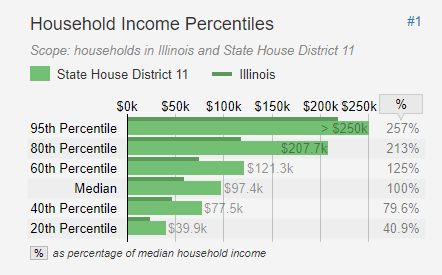 Household Income Percentiles
#1
Scope: households in Illinois and State House District 11
State House District 11 Illinois
$0k $50k $100k $150k $200k $250k %
95th Percentile > $250k 257%
80th Percentile $207.7k 213%
60th Percentile $121.3k 125%
Median $97.4k 100%
40th Percentile $77.5k 79.6%
20th Percentile $39.9k 40.9%
% as percentage of median household income